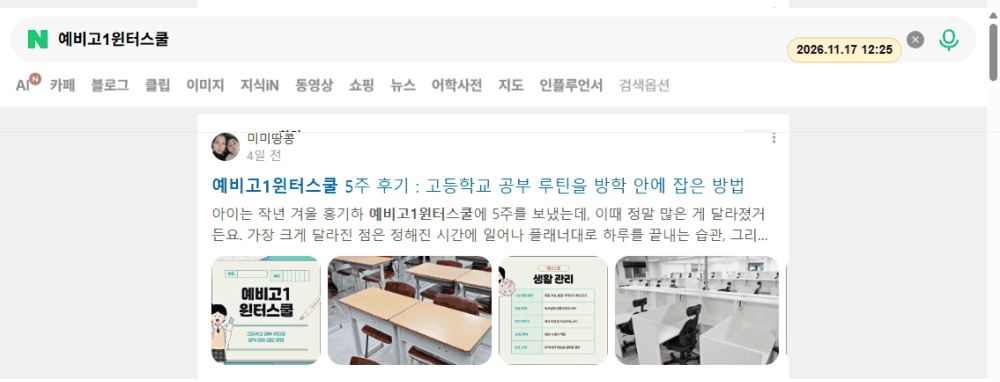 예비고1윈터스쿨
2026.11.17 12:25
AI N 카페 블로그 클립 이미지 지식iN 동영상 쇼핑 뉴스 어학사전 지도 인플루언서 검색옵션
미미땅콩
4일 전
예비고1윈터스쿨 5주 후기 : 고등학교 공부 루틴을 방학 안에 잡은 방법
아이는 작년 겨울 홍기하 예비고1윈터스쿨에 5주를 보냈는데, 이때 정말 많은 게 달라졌거
든요. 가장 크게 달라진 점은 정해진 시간에 일어나 플래너대로 하루를 끝내는 습관, 그리...
예비고1
윈터스쿨
생활 관리